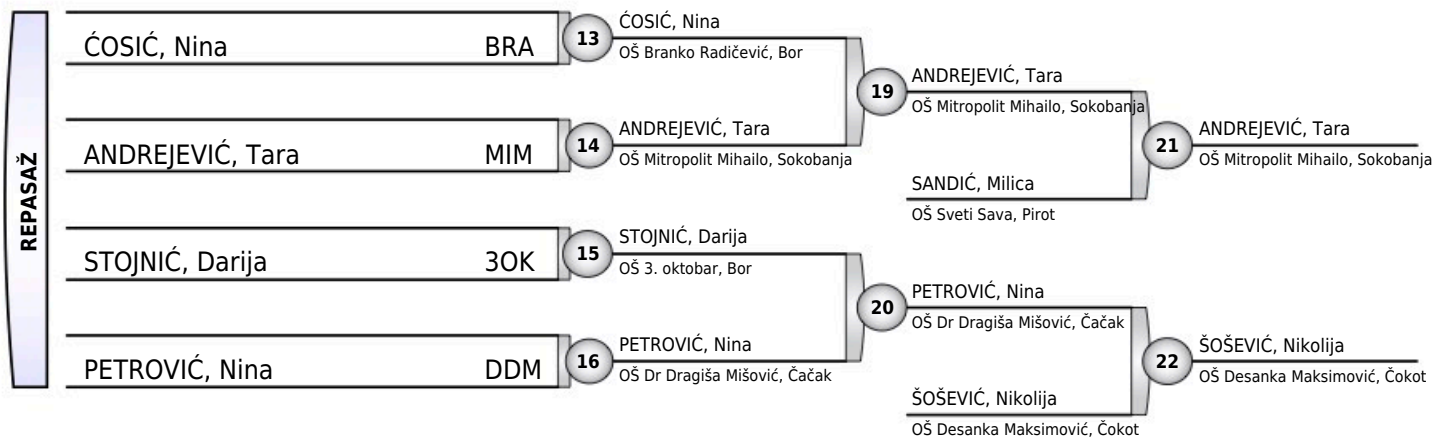 REPASAŽ
ĆOSIĆ, Nina BRA
13
ĆOSIĆ, Nina
OŠ Branko Radičević, Bor
ANDREJEVIĆ, Tara MIM
14
ANDREJEVIĆ, Tara
OŠ Mitropolit Mihailo, Sokobanja
STOJNIĆ, Darija 3OK
15
STOJNIĆ, Darija
OŠ 3. oktobar, Bor
PETROVIĆ, Nina DDM
16
PETROVIĆ, Nina
OŠ Dr Dragiša Mišović, Čačak
19
ANDREJEVIĆ, Tara
OŠ Mitropolit Mihailo, Sokobanja
SANDIĆ, Milica
OŠ Sveti Sava, Pirot
20
PETROVIĆ, Nina
OŠ Dr Dragiša Mišović, Čačak
ŠOŠEVIĆ, Nikolija
OŠ Desanka Maksimović, Čokot
21
ANDREJEVIĆ, Tara
OŠ Mitropolit Mihailo, Sokobanja
22
ŠOŠEVIĆ, Nikolija
OŠ Desanka Maksimović, Čokot